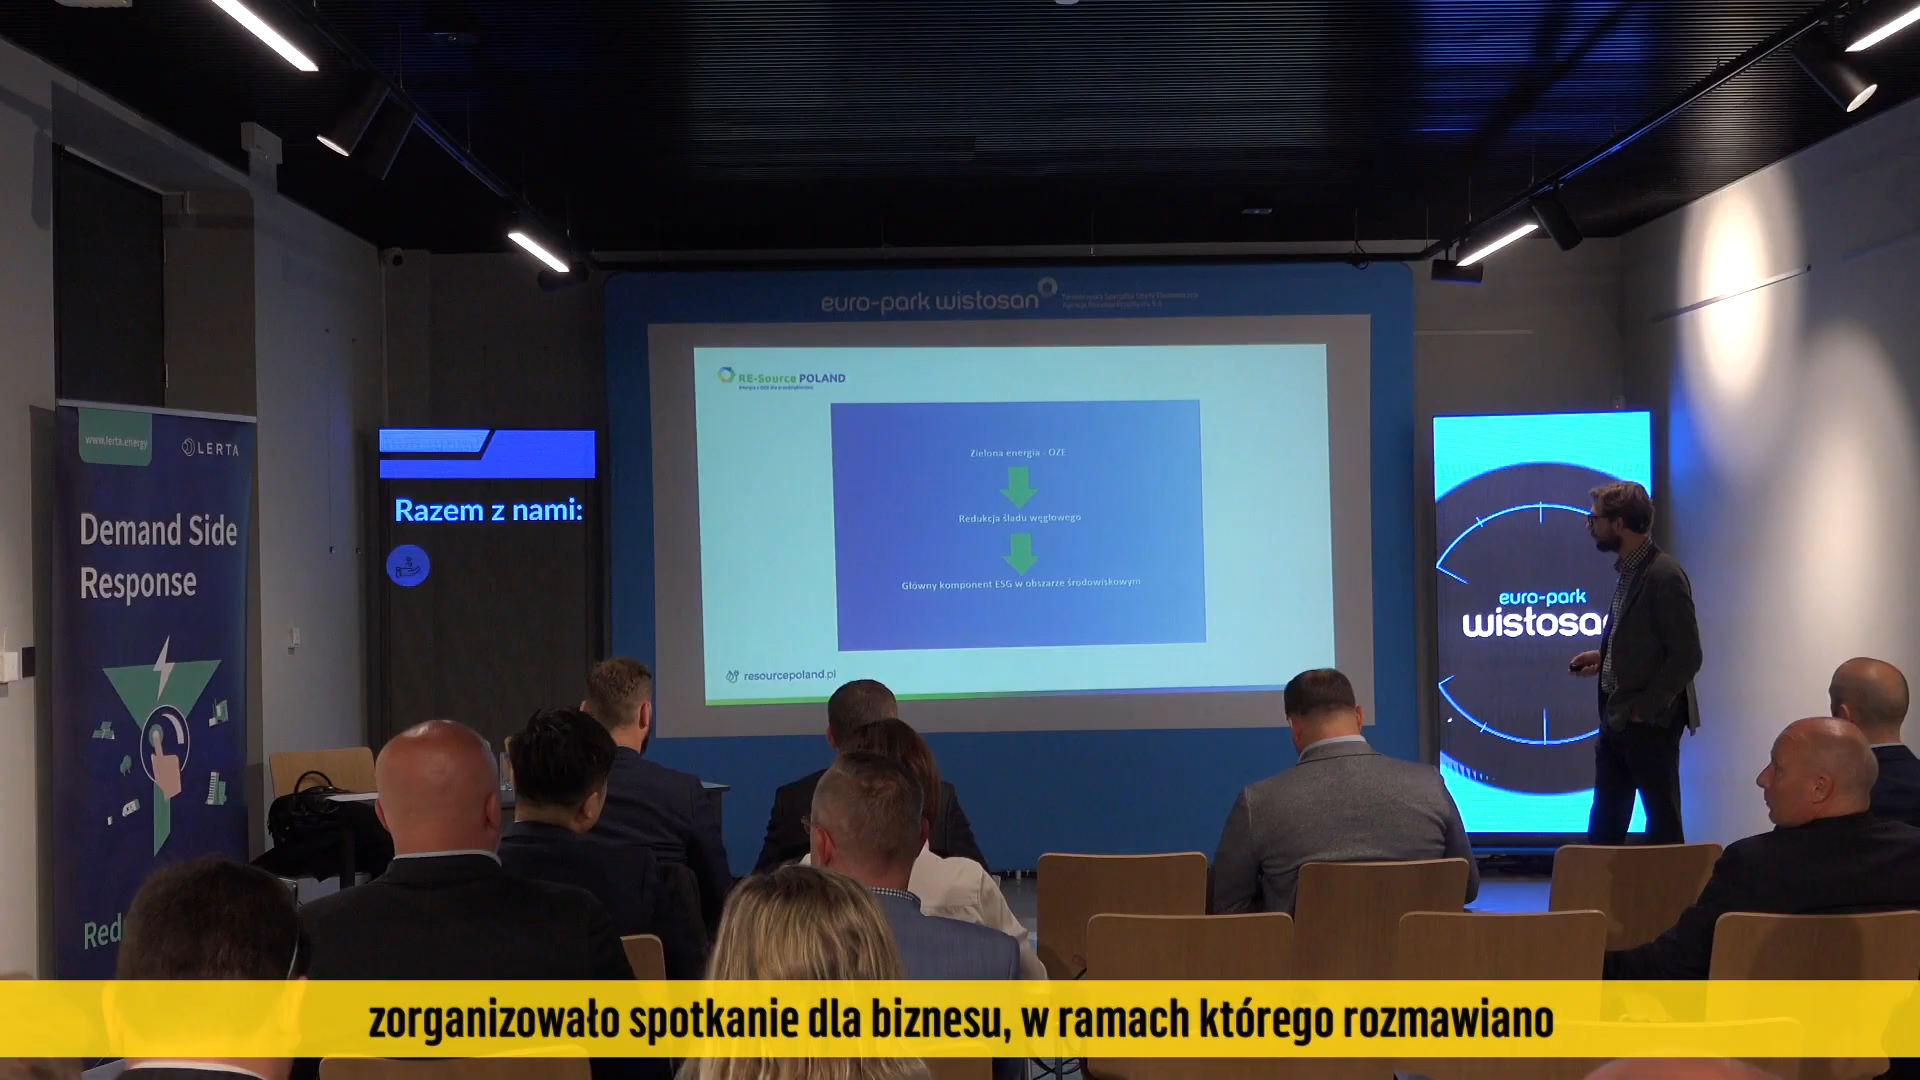 euro-park wisłosan
RE-Source POLAND
Zielona energia - OZE
Redukcja śladu węglowego
Główny komponent ESG w obszarze środowiskowym
resourcepoland.pl
www.lerta.energy
LERTA
Demand Side
Response
Red
Razem z nami:
euro-park
wisłosa
zorganizowało spotkanie dla biznesu, w ramach którego rozmawiano